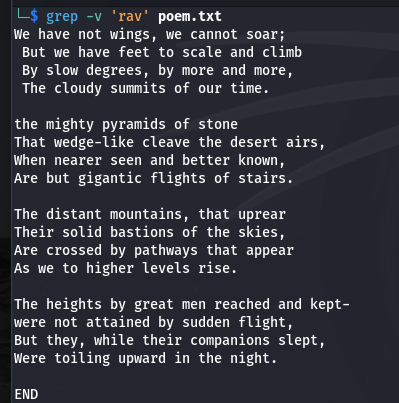 └─$ grep -v 'rav' poem.txt
We have not wings, we cannot soar;
 But we have feet to scale and climb
 By slow degrees, by more and more,
 The cloudy summits of our time.

the mighty pyramids of stone
That wedge-like cleave the desert airs,
When nearer seen and better known,
Are but gigantic flights of stairs.

The distant mountains, that uprear
Their solid bastions of the skies,
Are crossed by pathways that appear
As we to higher levels rise.

The heights by great men reached and kept-
were not attained by sudden flight,
But they, while their companions slept,
Were toiling upward in the night.

END